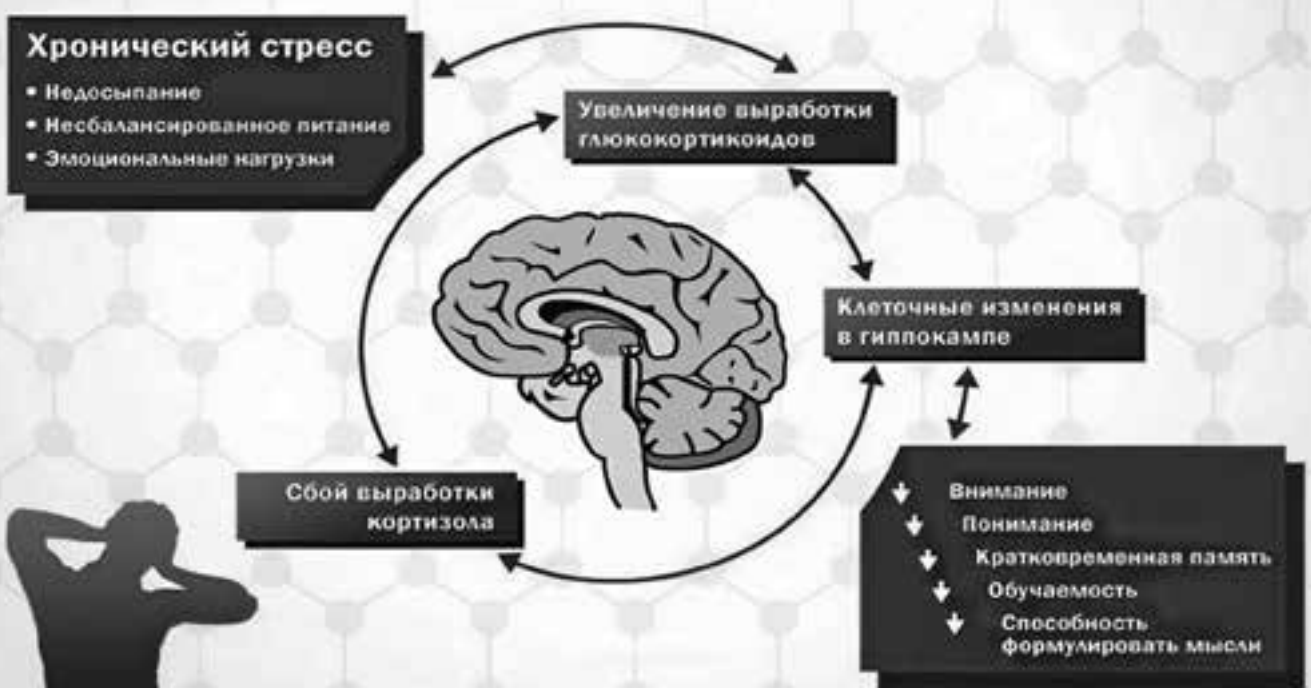 Хронический стресс
• Недосыпание
• Несбалансированное питание
• Эмоциональные нагрузки
Увеличение выработки
глюкокортикоидов
Клеточные изменения
в гиппокампе
Сбой выработки
кортизола
Внимание
Понимание
Кратковременная память
Обучаемость
Способность
формулировать мысли